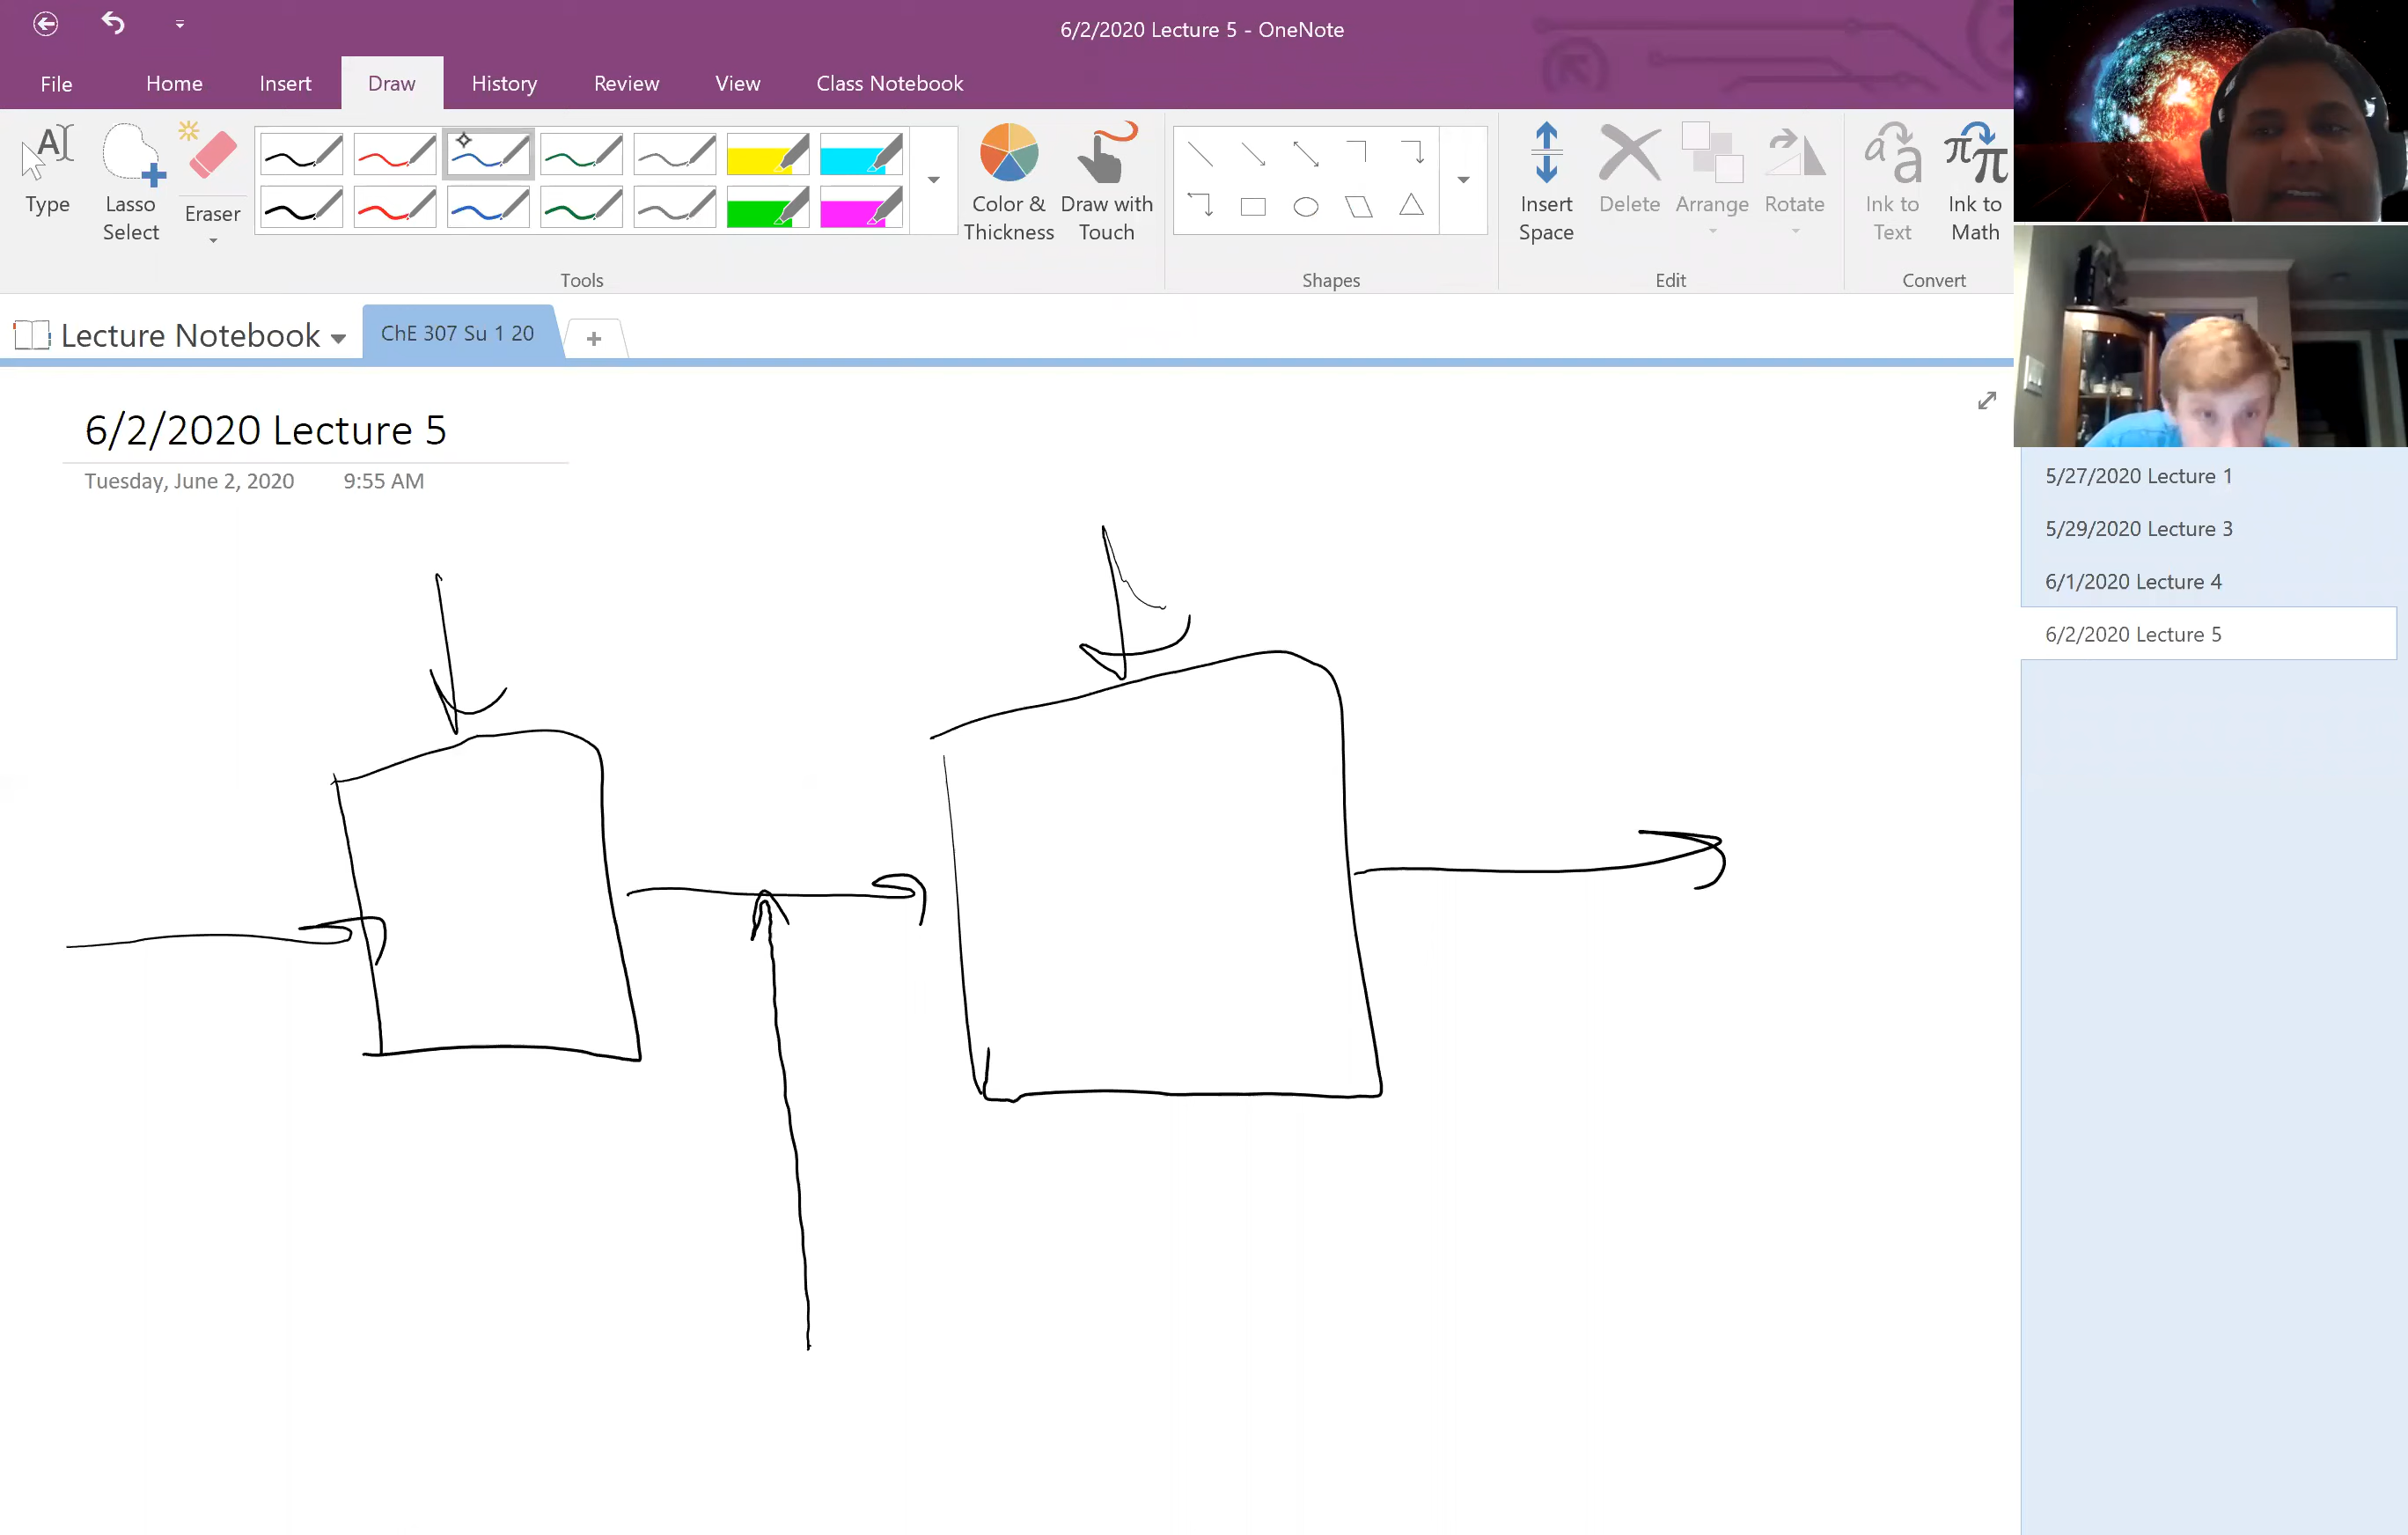 6/2/2020 Lecture 5 - OneNote
File Home Insert Draw History Review View Class Notebook
Type
Lasso Select
Eraser
Color & Thickness
Draw with Touch
Insert Space
Delete
Arrange
Rotate
Ink to Text
Ink to Math
Tools
Shapes
Edit
Convert
Lecture Notebook
ChE 307 Su 1 20
6/2/2020 Lecture 5
Tuesday, June 2, 2020 9:55 AM
5/27/2020 Lecture 1
5/29/2020 Lecture 3
6/1/2020 Lecture 4
6/2/2020 Lecture 5